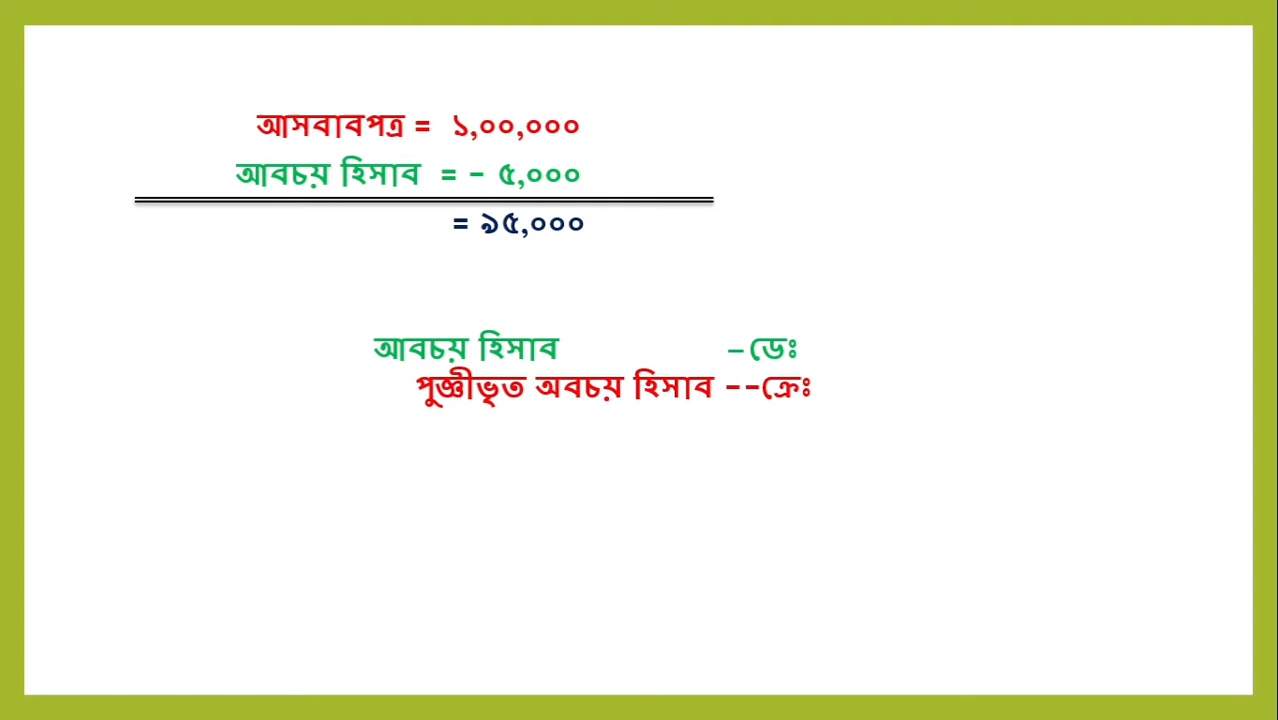 আসবাবপত্র = ১,০০,০০০
আবচয় হিসাব = - ৫,০০০
= ৯৫,০০০
আবচয় হিসাব –ডেঃ
পুজ্ঞীভৃত অবচয় হিসাব --ক্রেঃ